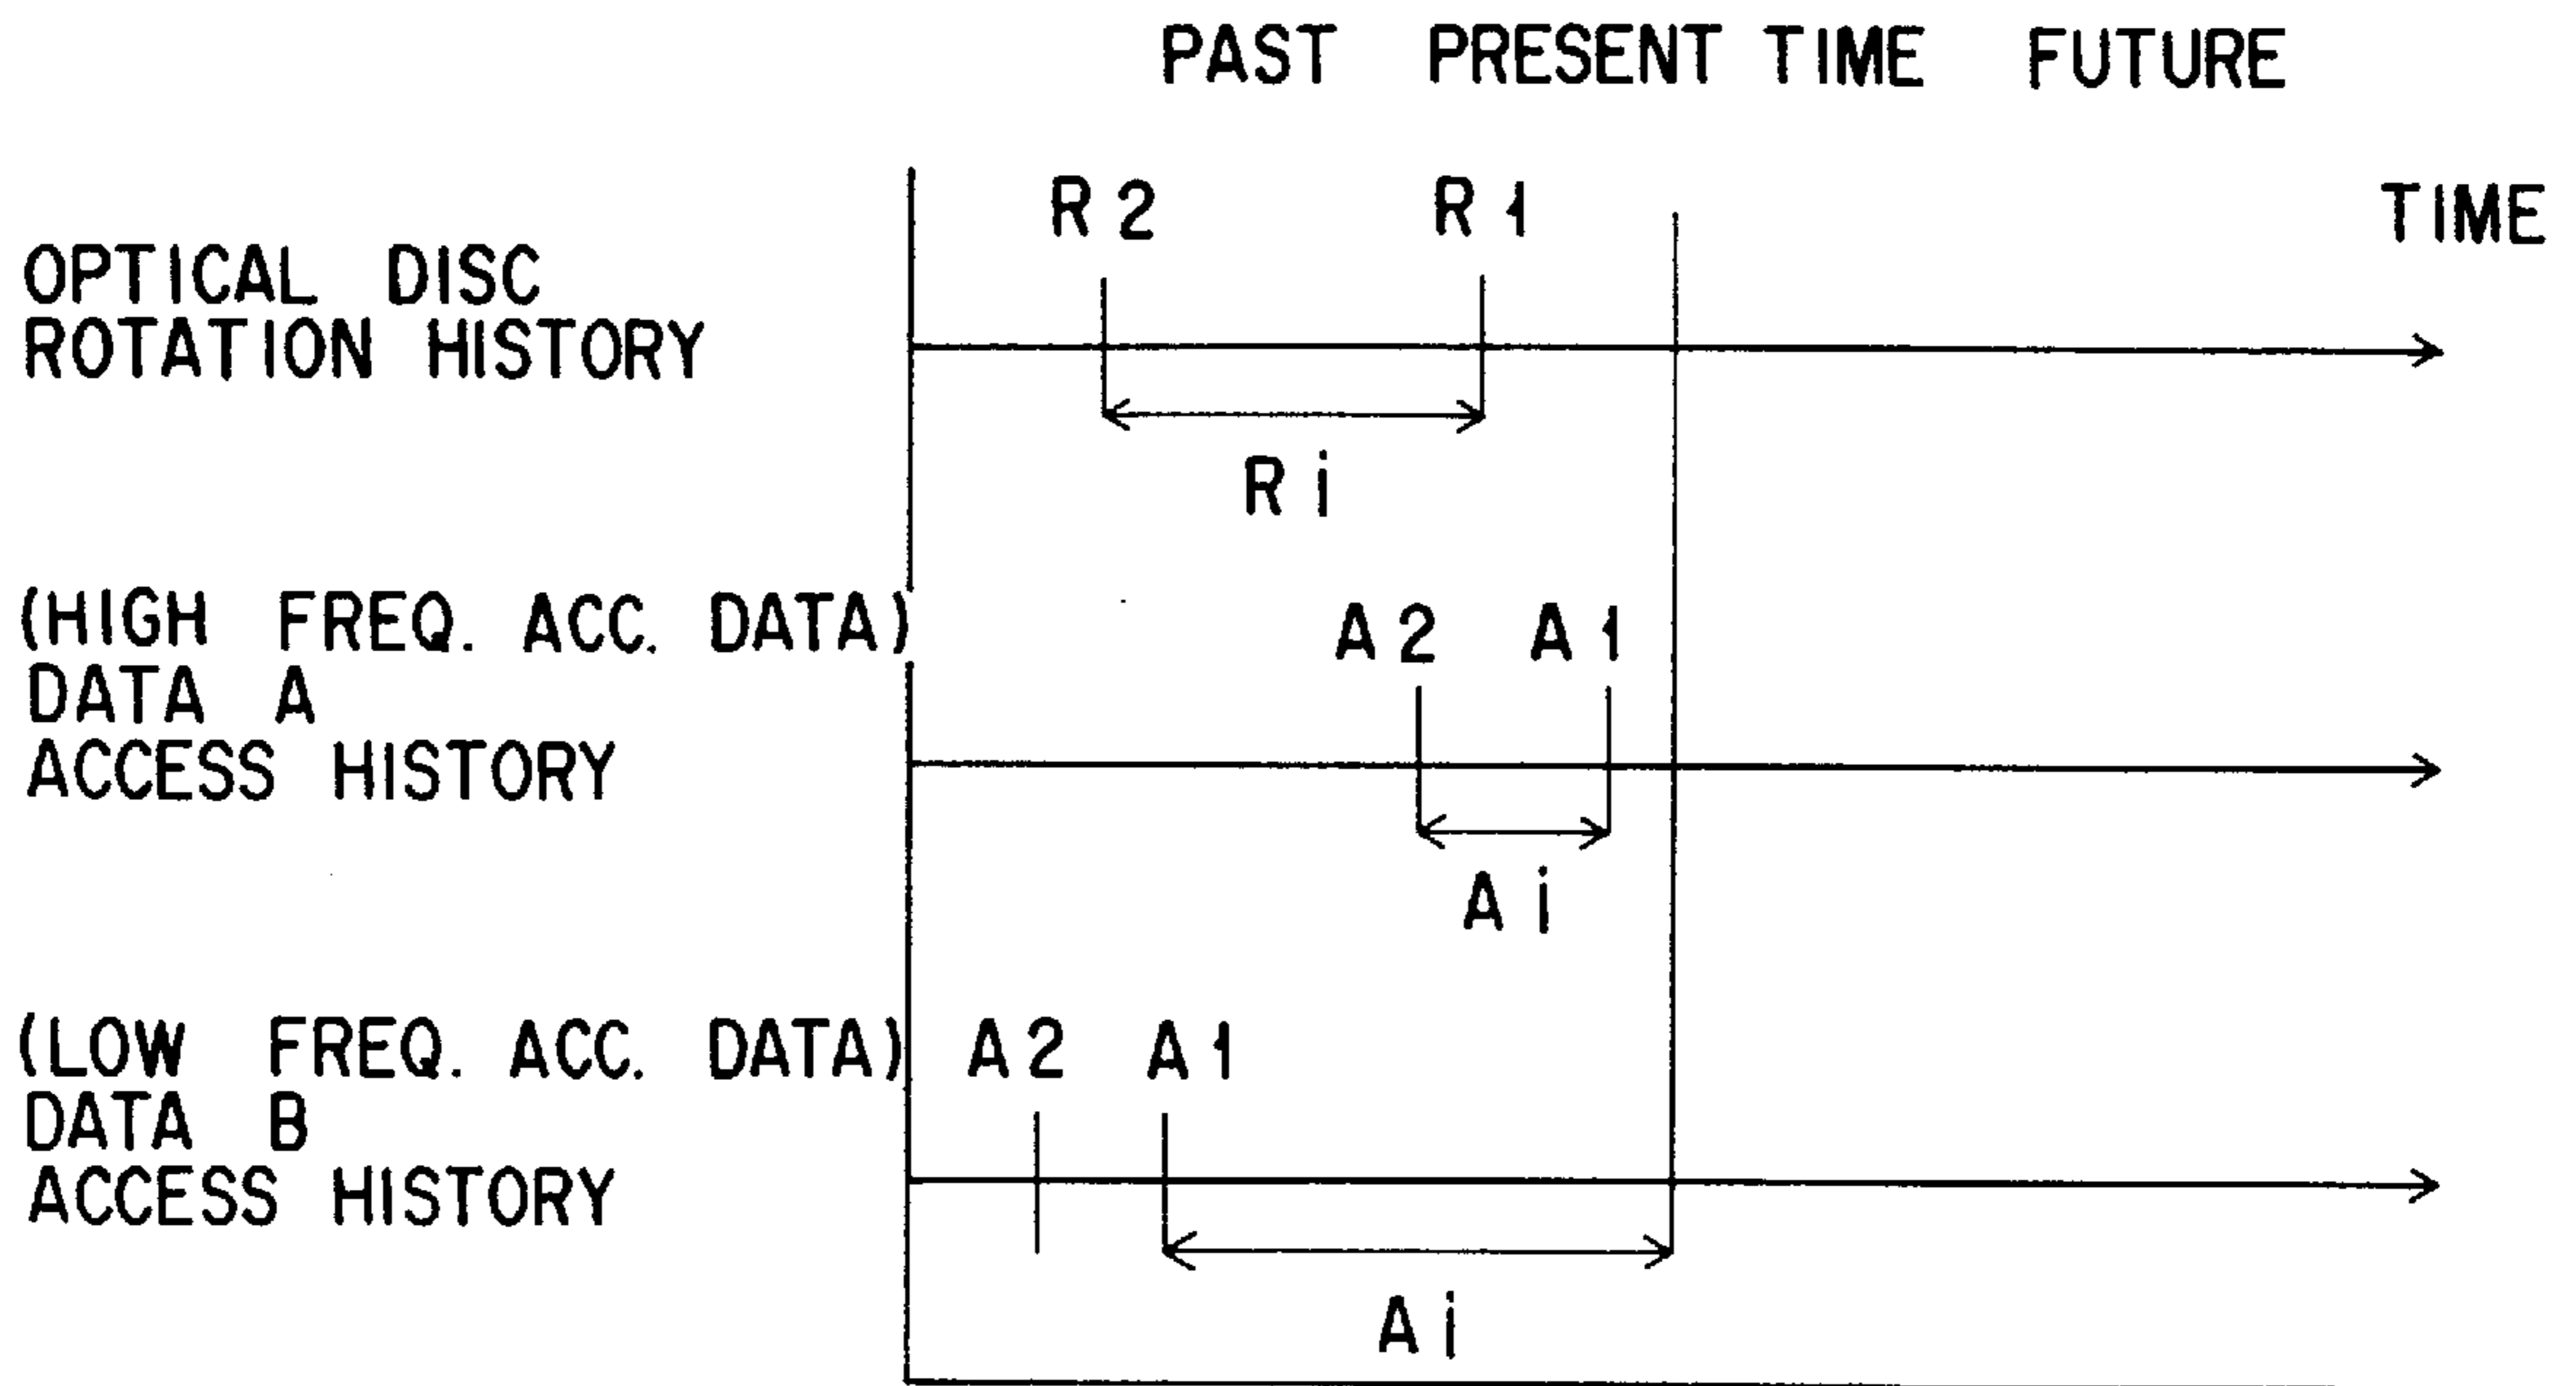 PAST PRESENT TIME FUTURE
R2 R1 TIME
OPTICAL DISC
ROTATION HISTORY
Ri
(HIGH FREQ. ACC. DATA) A2 A1
DATA A
ACCESS HISTORY
Ai
(LOW FREQ. ACC. DATA) A2 A1
DATA B
ACCESS HISTORY
Ai